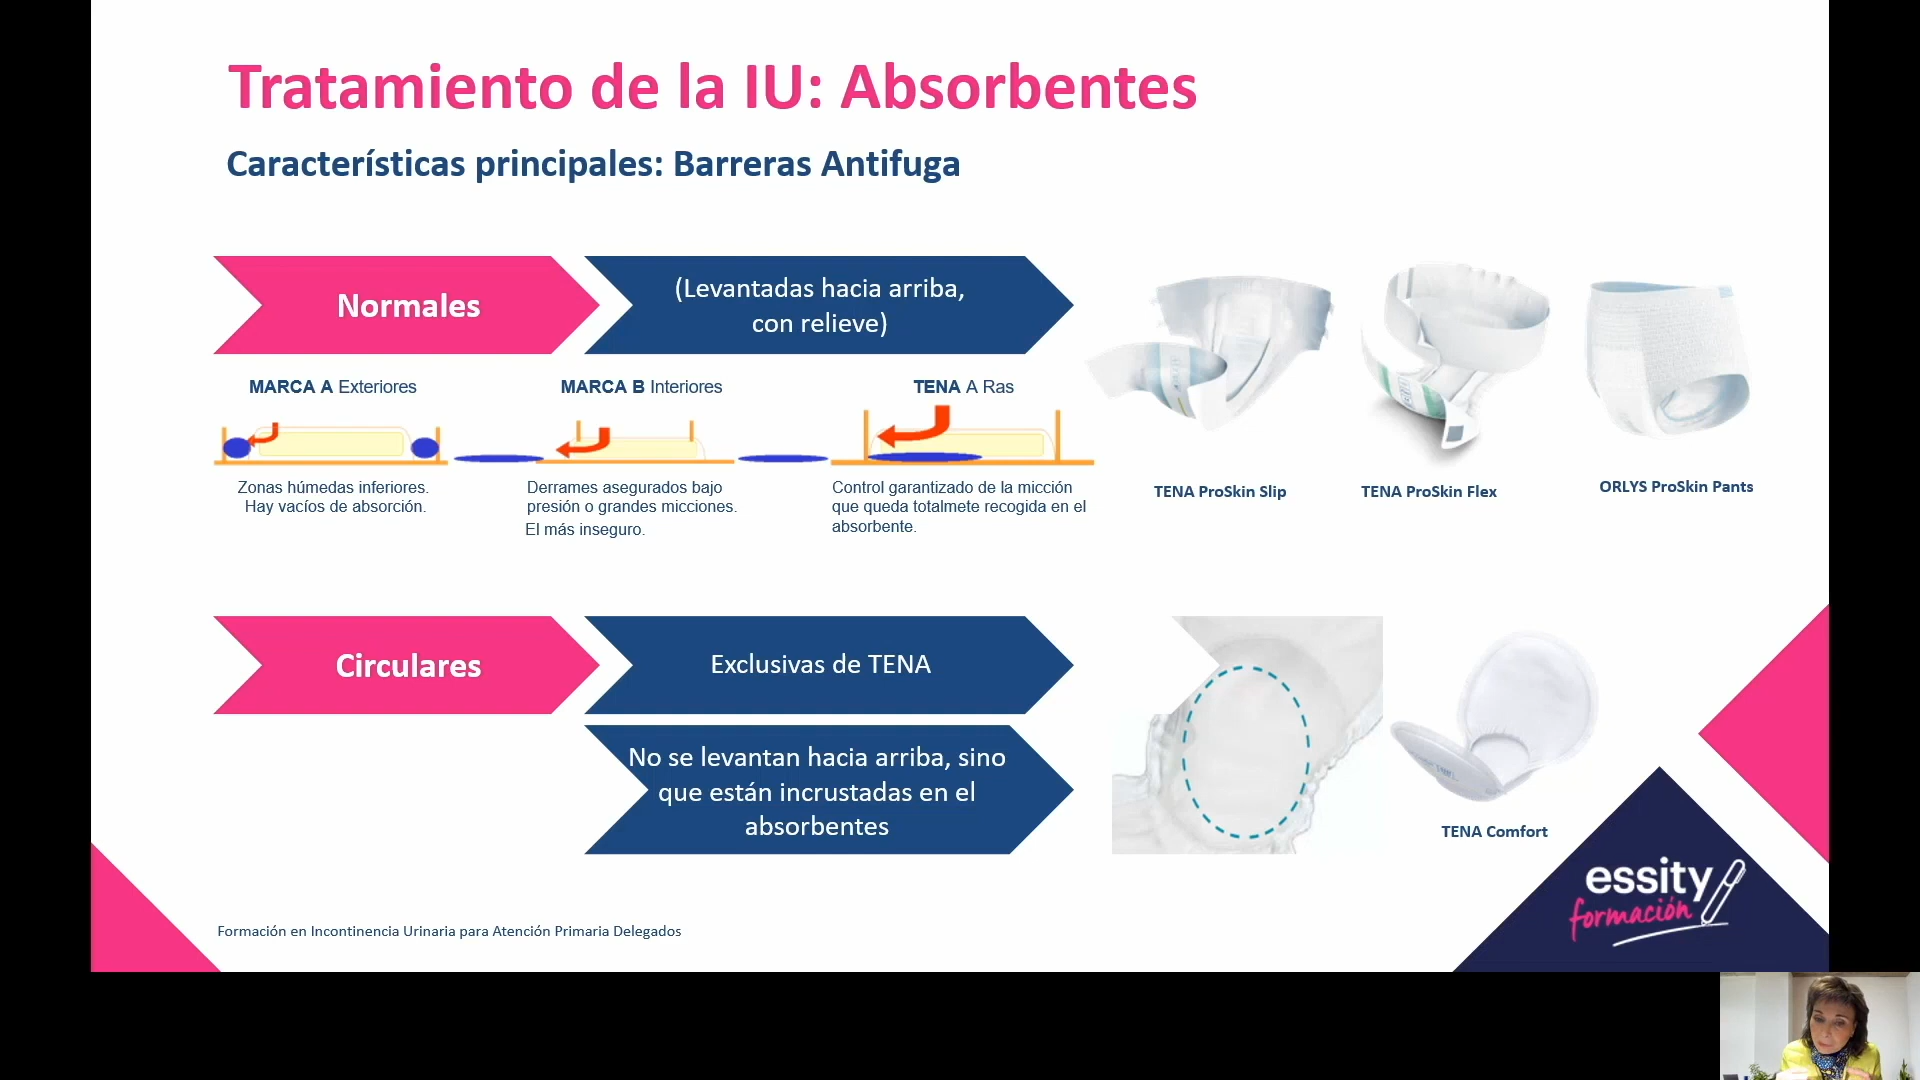 Tratamiento de la IU: Absorbentes
Características principales: Barreras Antifuga
Normales
(Levantadas hacia arriba,
con relieve)
MARCA A Exteriores
MARCA B Interiores
TENA A Ras
Zonas húmedas inferiores.
Hay vacíos de absorción.
Derrames asegurados bajo
presión o grandes micciones.
El más inseguro.
Control garantizado de la micción
que queda totalmete recogida en el
absorbente.
TENA ProSkin Slip
TENA ProSkin Flex
ORLYS ProSkin Pants
Circulares
Exclusivas de TENA
No se levantan hacia arriba, sino
que están incrustadas en el
absorbentes
TENA Comfort
essity
formación
Formación en Incontinencia Urinaria para Atención Primaria Delegados